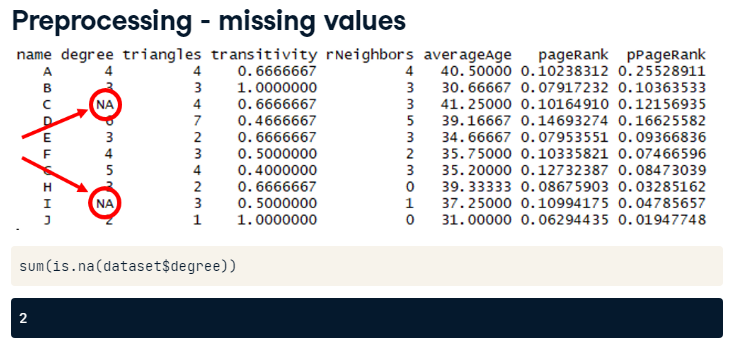 Preprocessing - missing values
name degree triangles transitivity rNeighbors averageAge pageRank pPageRank
A 4 4 0.6666667 4 40.50000 0.10238312 0.25528911
B 3 3 1.0000000 3 30.66667 0.07917232 0.10363533
C NA 4 0.6666667 3 41.25000 0.10164910 0.12156935
D 6 7 0.4666667 5 39.16667 0.14693274 0.16625582
E 3 2 0.6666667 3 34.66667 0.07953551 0.09366836
F 4 3 0.5000000 2 35.75000 0.10335821 0.07466596
G 5 4 0.4000000 3 35.20000 0.12732387 0.08473039
H 3 2 0.6666667 0 39.33333 0.08675903 0.03285162
I NA 3 0.5000000 1 37.25000 0.10994175 0.04785657
J 2 1 1.0000000 0 31.00000 0.06294435 0.01947748
sum(is.na(dataset$degree))
2